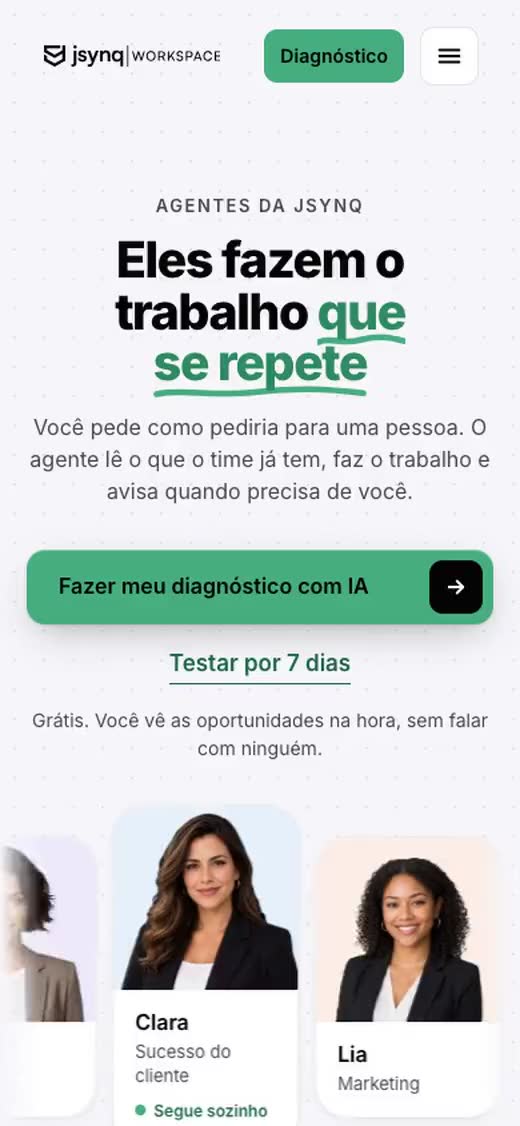 jsynq|WORKSPACE
Diagnóstico
AGENTES DA JSYNQ
Eles fazem o
trabalho que
se repete
Você pede como pediria para uma pessoa. O
agente lê o que o time já tem, faz o trabalho e
avisa quando precisa de você.
Fazer meu diagnóstico com IA
Testar por 7 dias
Grátis. Você vê as oportunidades na hora, sem falar
com ninguém.
Clara
Sucesso do
cliente
Segue sozinho
Lia
Marketing